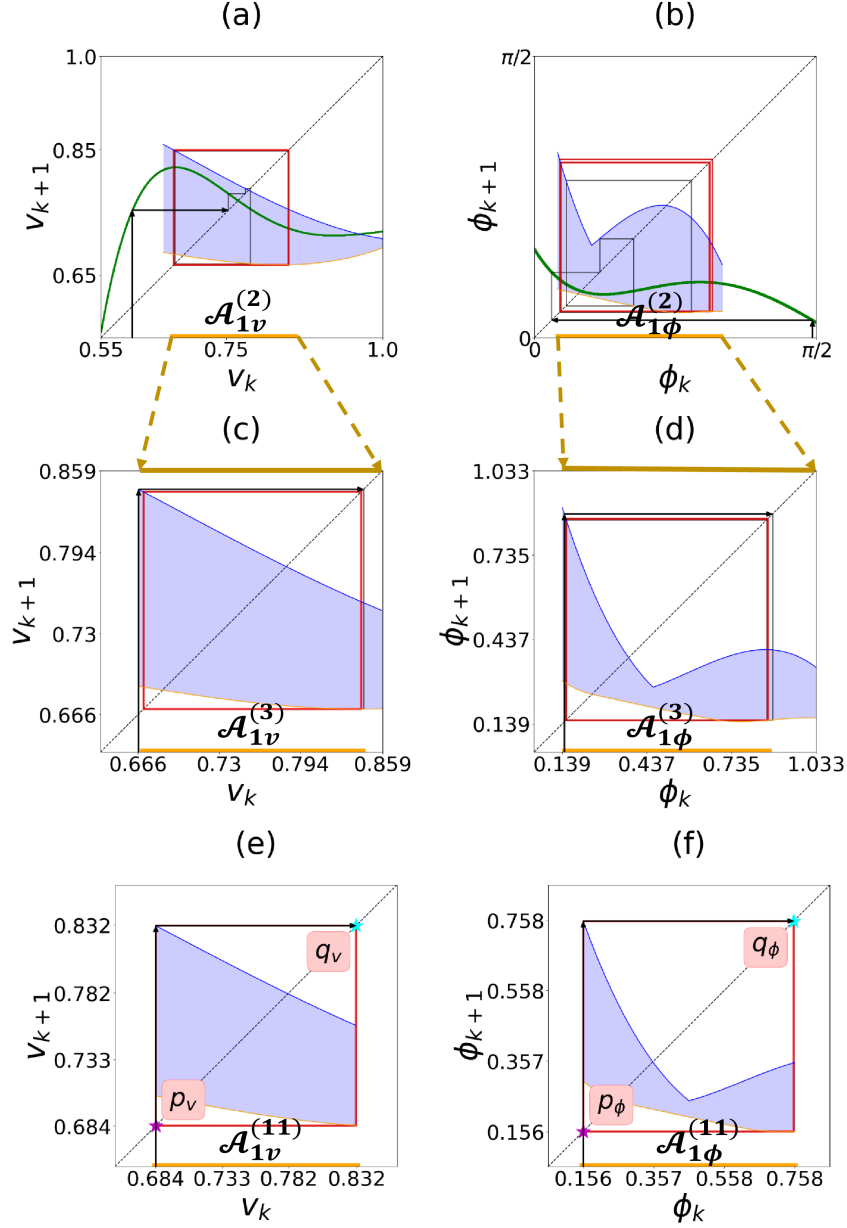 (a)
(b)
1.0
0.85
0.65
0.55
0.75
1.0
v_{k+1}
v_k
𝒜_{1v}^{(2)}
π/2
0
0
π/2
ϕ_{k+1}
ϕ_k
𝒜_{1ϕ}^{(2)}
(c)
(d)
0.859
0.794
0.73
0.666
0.666
0.73
0.794
0.859
v_{k+1}
v_k
𝒜_{1v}^{(3)}
1.033
0.735
0.437
0.139
0.139
0.437
0.735
1.033
ϕ_{k+1}
ϕ_k
𝒜_{1ϕ}^{(3)}
(e)
(f)
0.832
0.782
0.733
0.684
0.684
0.733
0.782
0.832
v_{k+1}
v_k
q_v
p_v
𝒜_{1v}^{(11)}
0.758
0.558
0.357
0.156
0.156
0.357
0.558
0.758
ϕ_{k+1}
ϕ_k
q_ϕ
p_ϕ
𝒜_{1ϕ}^{(11)}